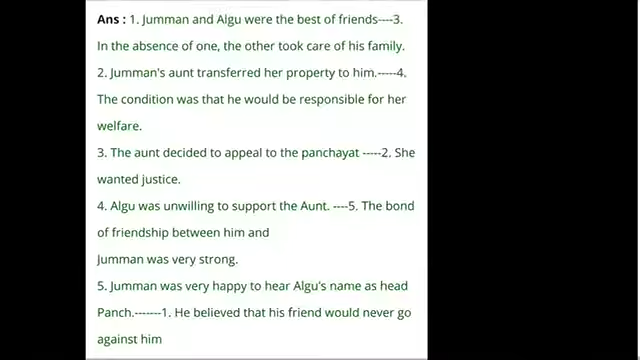 Ans : 1. Jumman and Algu were the best of friends----3.
In the absence of one, the other took care of his family.
2. Jumman's aunt transferred her property to him.-----4.
The condition was that he would be responsible for her
welfare.
3. The aunt decided to appeal to the panchayat -----2. She
wanted justice.
4. Algu was unwilling to support the Aunt. ----5. The bond
of friendship between him and
Jumman was very strong.
5. Jumman was very happy to hear Algu's name as head
Panch.-------1. He believed that his friend would never go
against him